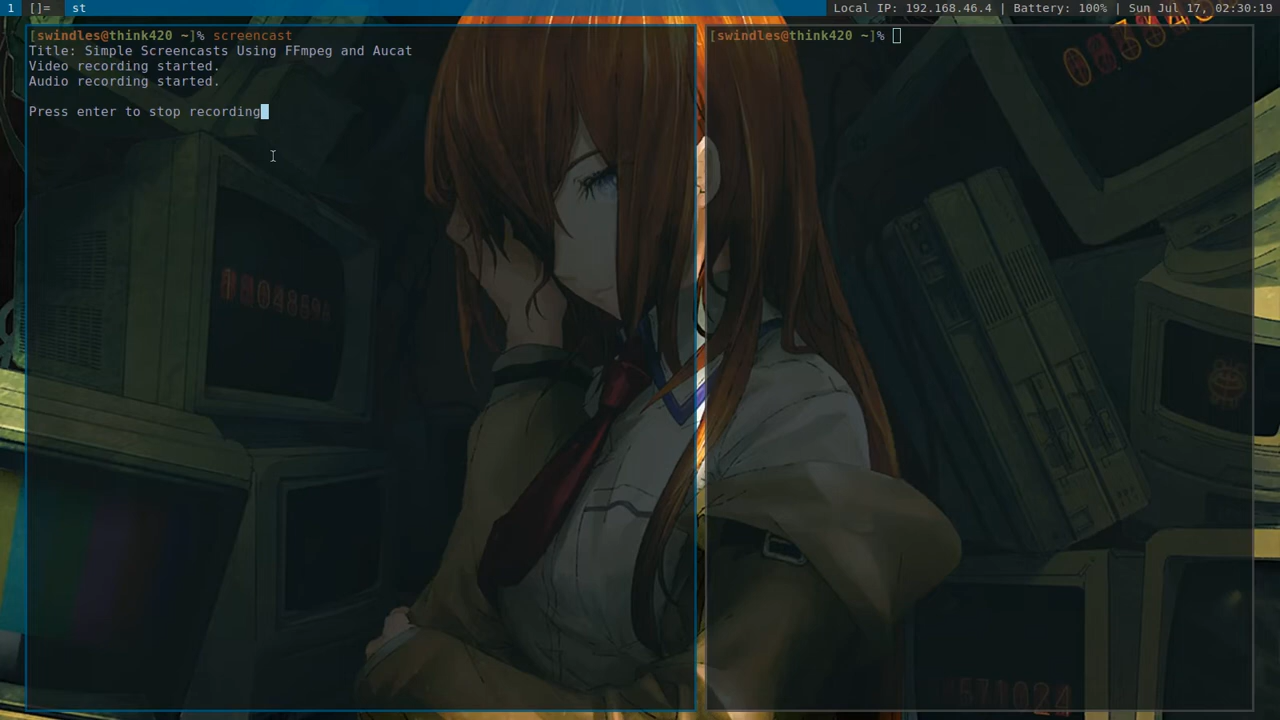 1 []= st Local IP: 192.168.46.4 | Battery: 100% | Sun Jul 17, 02:30:19
[swindles@think420 ~]% screencast
Title: Simple Screencasts Using FFmpeg and Aucat
Video recording started.
Audio recording started.
Press enter to stop recording
[swindles@think420 ~]%